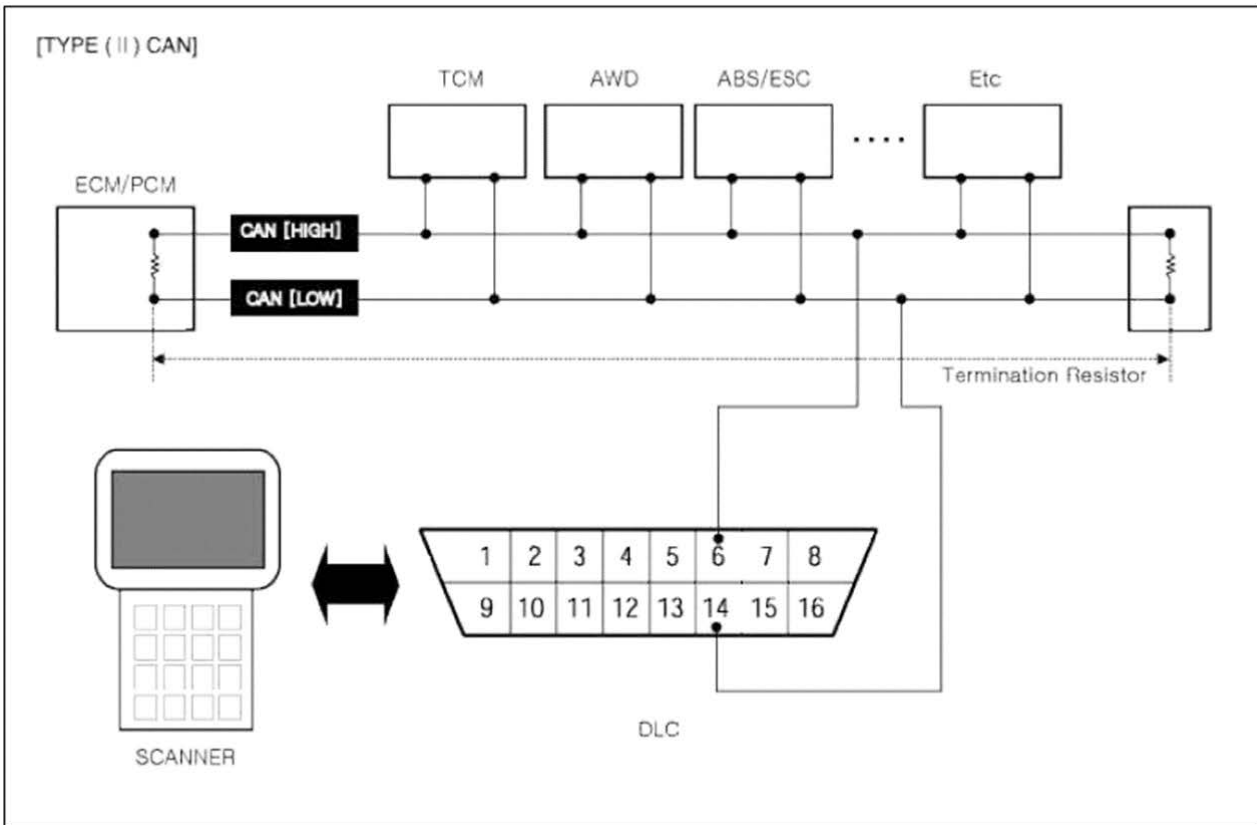 [TYPE (II) CAN]
TCM AWD ABS/ESC Etc
ECM/PCM
CAN [HIGH]
CAN [LOW]
Termination Resistor
1 2 3 4 5 6 7 8
9 10 11 12 13 14 15 16
DLC
SCANNER